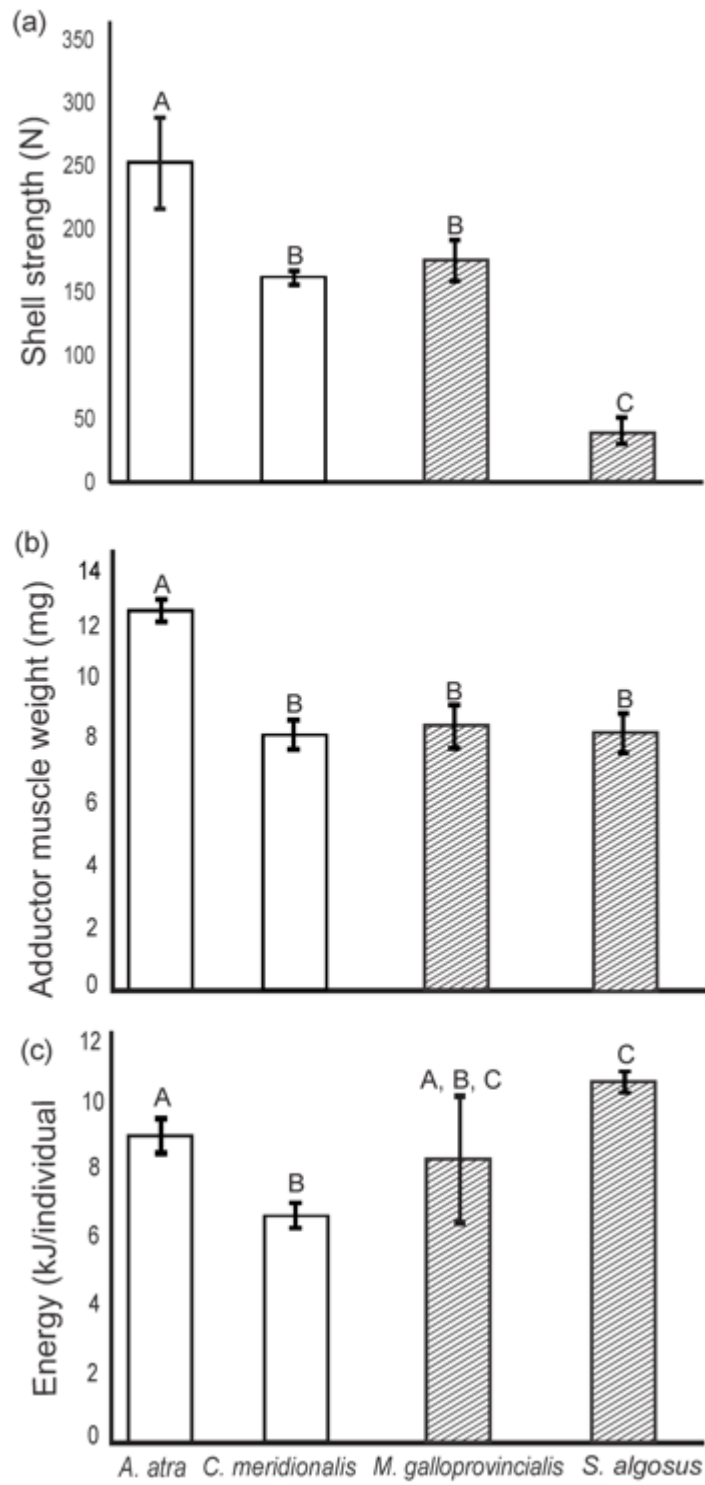 (a)
Shell strength (N)
350
300
250
200
150
100
50
0
A
B
B
C
(b)
Adductor muscle weight (mg)
14
12
10
8
6
4
2
0
A
B
B
B
(c)
Energy (kJ/individual
12
10
8
6
4
2
0
A
B
A, B, C
C
A. atra C. meridionalis M. galloprovincialis S. algosus